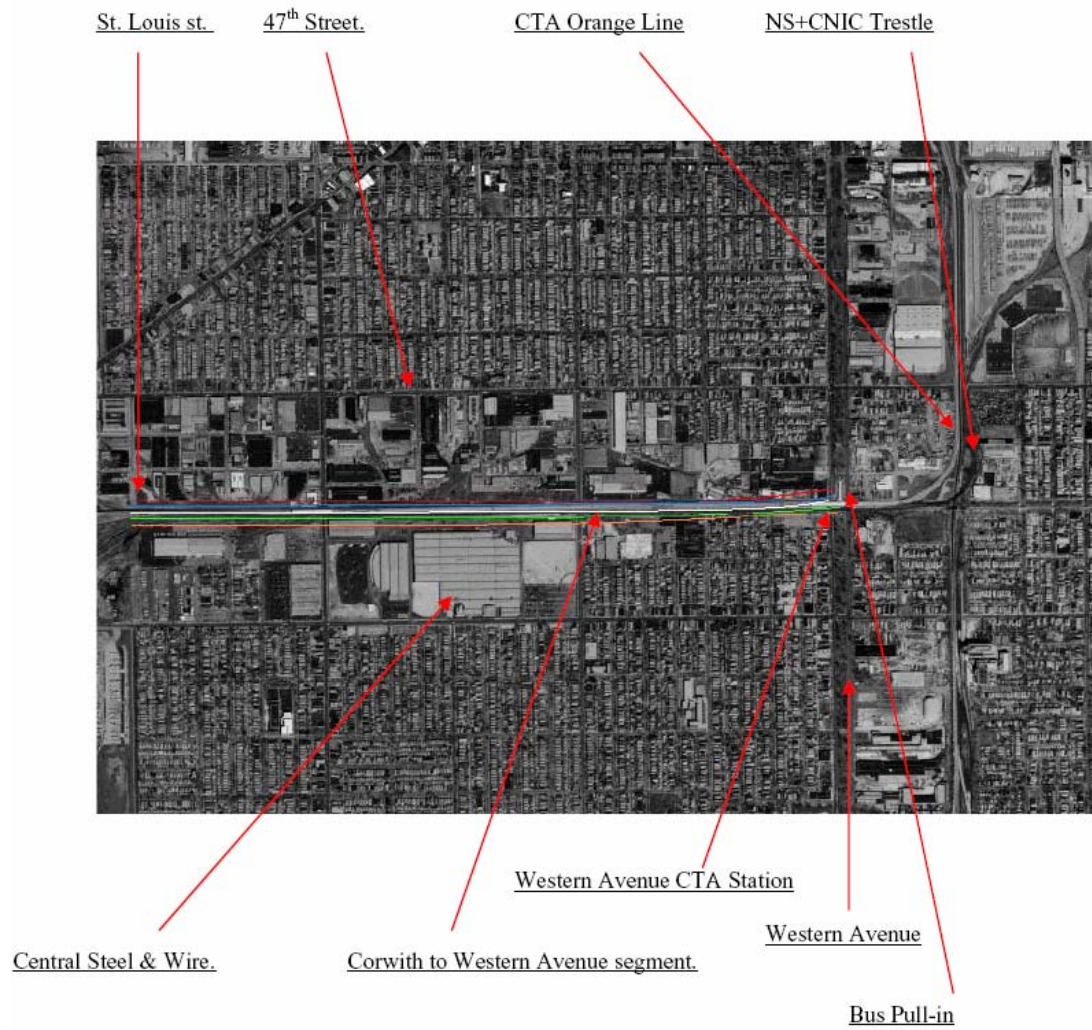 St. Louis st.
47th Street.
CTA Orange Line
NS+CNIC Trestle
Western Avenue CTA Station
Western Avenue
Central Steel & Wire.
Corwith to Western Avenue segment.
Bus Pull-in